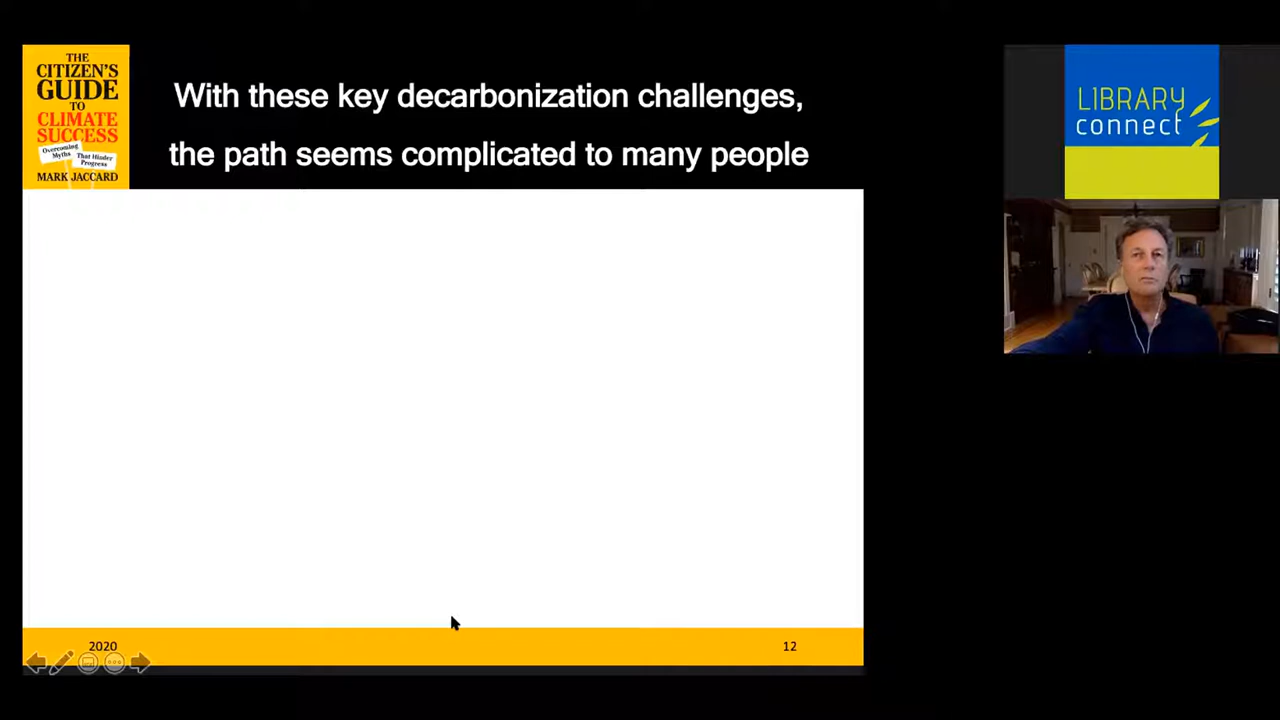 THE
CITIZEN'S
GUIDE
TO
CLIMATE
SUCCESS
Overcoming
Myths
That Hinder
Progress
MARK JACCARD
With these key decarbonization challenges,
the path seems complicated to many people
LIBRARY
connect
2020
12